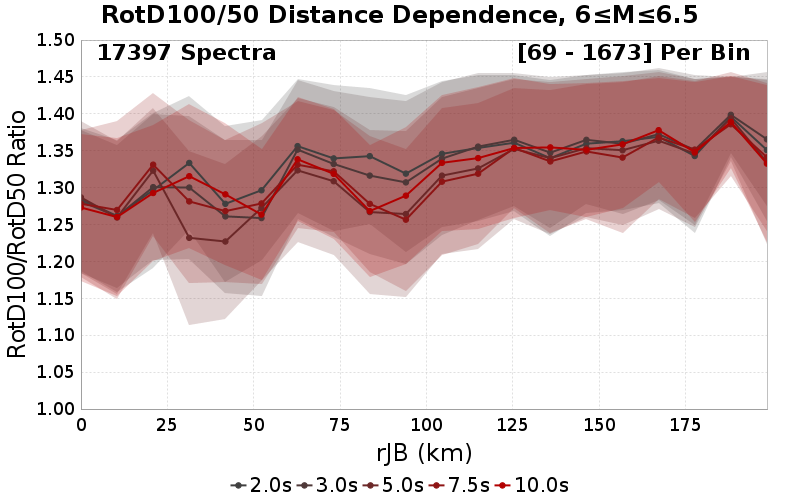 RotD100/50 Distance Dependence, 6≤M≤6.5
17397 Spectra
[69 - 1673] Per Bin
RotD100/RotD50 Ratio
1.50
1.45
1.40
1.35
1.30
1.25
1.20
1.15
1.10
1.05
1.00
0 25 50 75 100 125 150 175
rJB (km)
2.0s 3.0s 5.0s 7.5s 10.0s